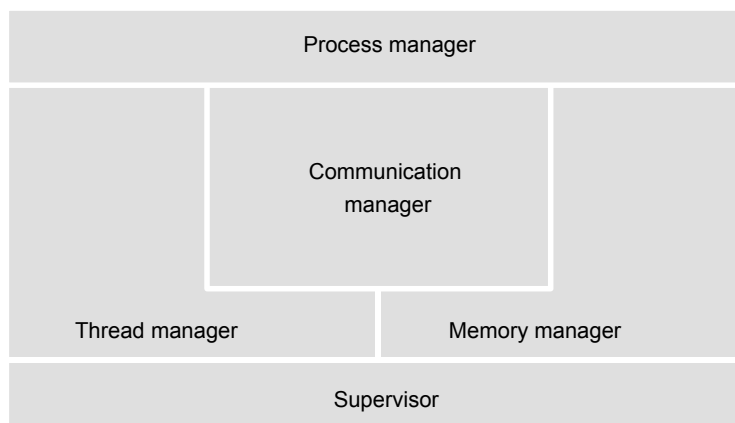 Process manager
Communication
manager
Thread manager
Memory manager
Supervisor